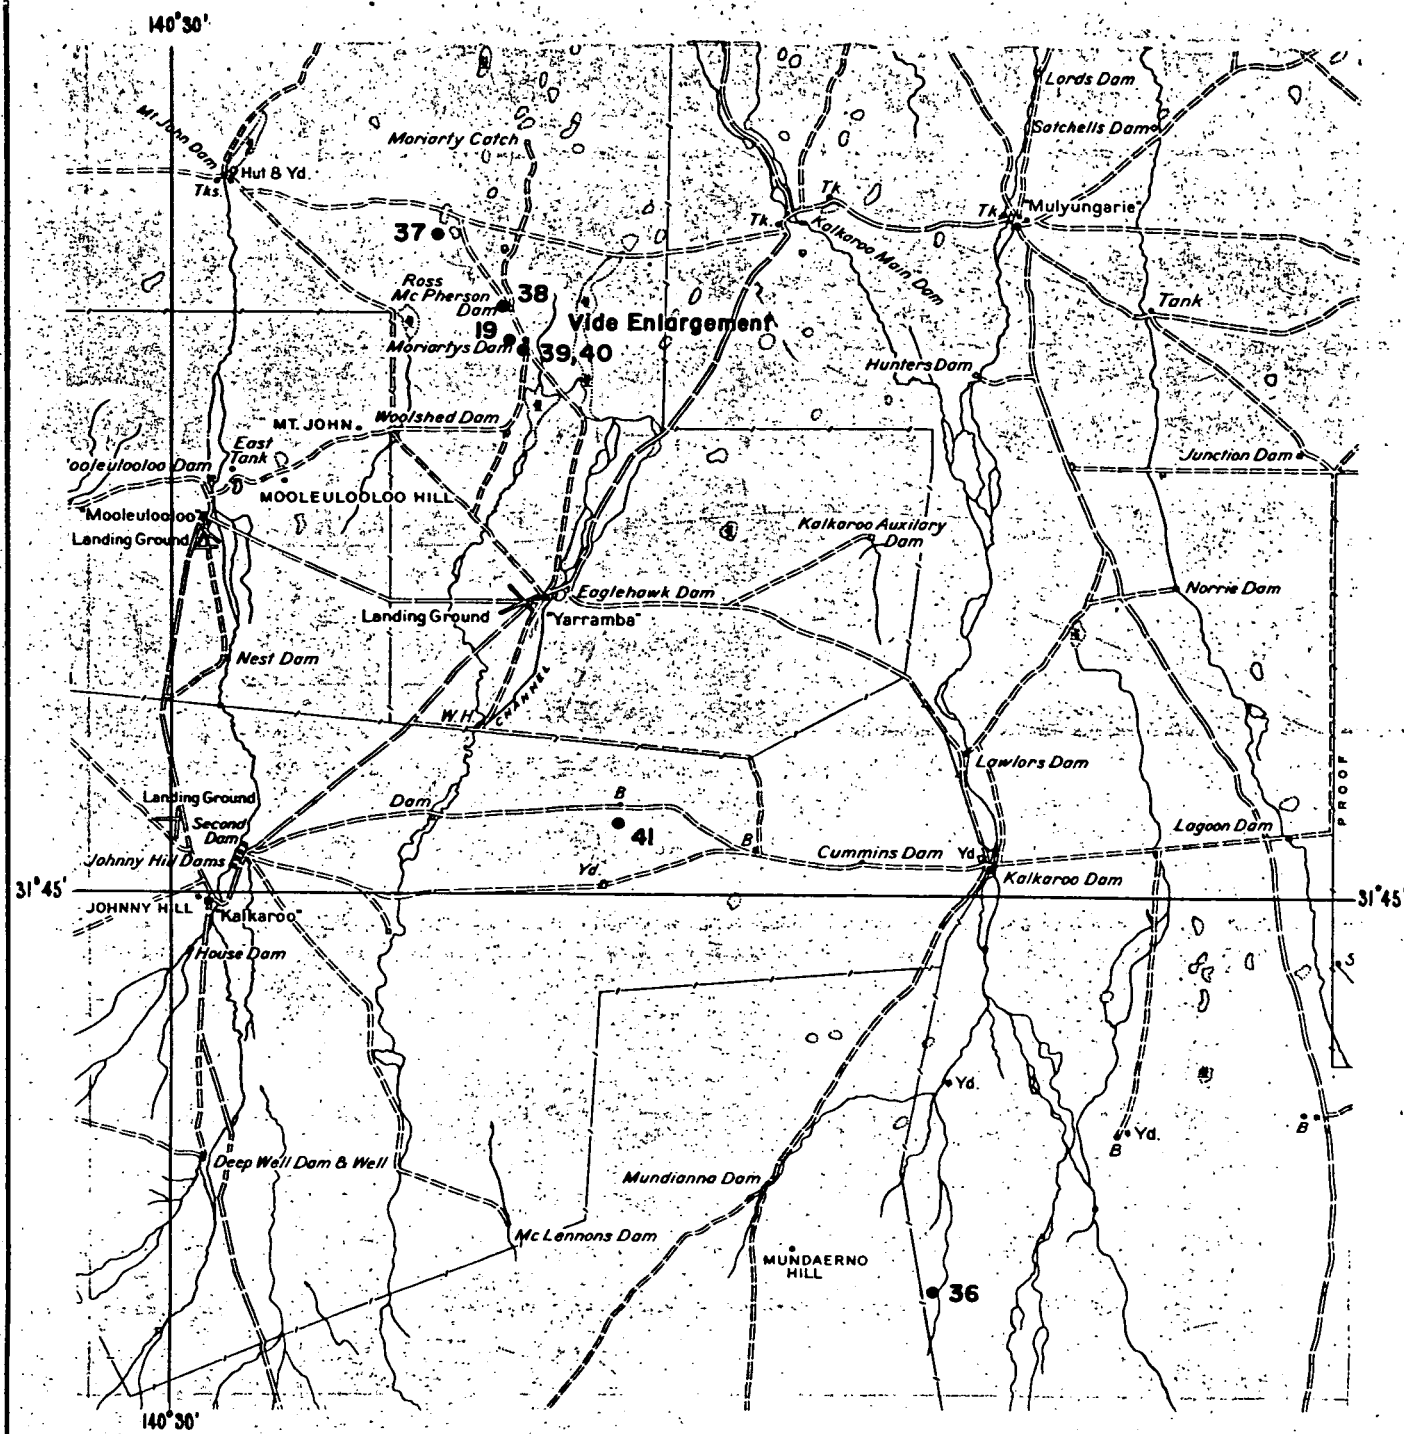 140°30'
Lords Dam
Mt John Dam
Satchells Dam
Moriarty Catch
Hut & Yd.
Tks.
Tk.
Tk.
Tk.
"Mulyungarie"
37
Kalkaroo Main Dam
Ross
Mc Pherson
Dam
38
Tank
19
Vide Enlargement
Moriartys Dam
39,40
Hunters Dam
Woolshed Dam
MT. JOHN
East
Tank
ooleulooloo Dam
Junction Dam
MOOLEULOOLOO HILL
"Mooleulooloo"
Landing Ground
Kalkaroo Auxilary
Dam
Eaglehawk Dam
Norrie Dam
Landing Ground
"Yarramba"
Nest Dam
CHANNEL
W.H.
Lawlors Dam
PROOF
Landing Ground
Dam
B
Second
Dam
41
Lagoon Dam
Johnny Hill Dams
B
Cummins Dam
Yd.
Yd.
Kalkaroo Dam
31°45'
31°45'
JOHNNY HILL
"Kalkaroo"
House Dam
S
Yd.
B
Yd.
B
Deep Well Dam & Well
Mundianna Dam
Mc Lennons Dam
MUNDAERNO
HILL
36
140°30'